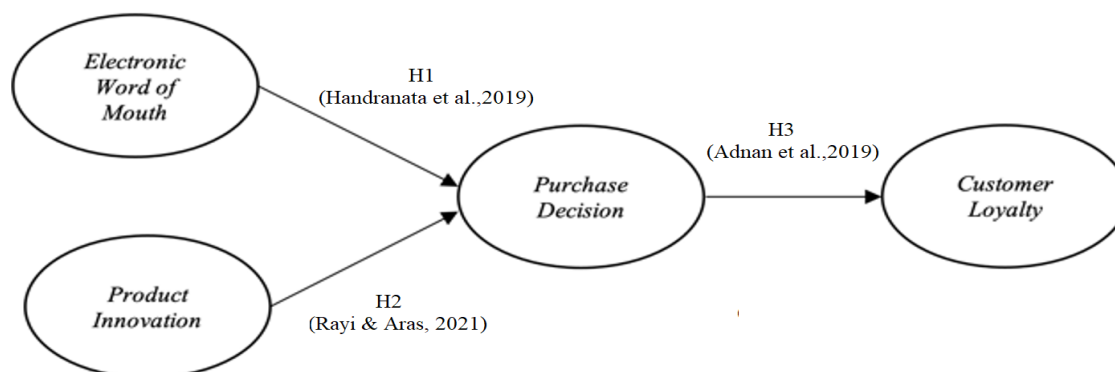 Electronic
Word of
Mouth
H1
(Handranata et al.,2019)
H3
(Adnan et al.,2019)
Purchase
Decision
Customer
Loyalty
Product
Innovation
H2
(Rayi & Aras, 2021)